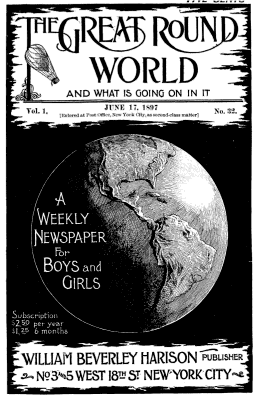 THE GREAT ROUND
WORLD
AND WHAT IS GOING ON IN IT
Vol. 1, JUNE 17, 1897 No. 32.
[Entered at Post Office, New York City, as second-class matter]
A
WEEKLY
NEWSPAPER
FOR
BOYS and
GIRLS
Subscription
$2.50 per year
$1.25 6 months
WILLIAM BEVERLEY HARISON PUBLISHER
NO. 3 & 5 WEST 18TH ST NEW-YORK CITY